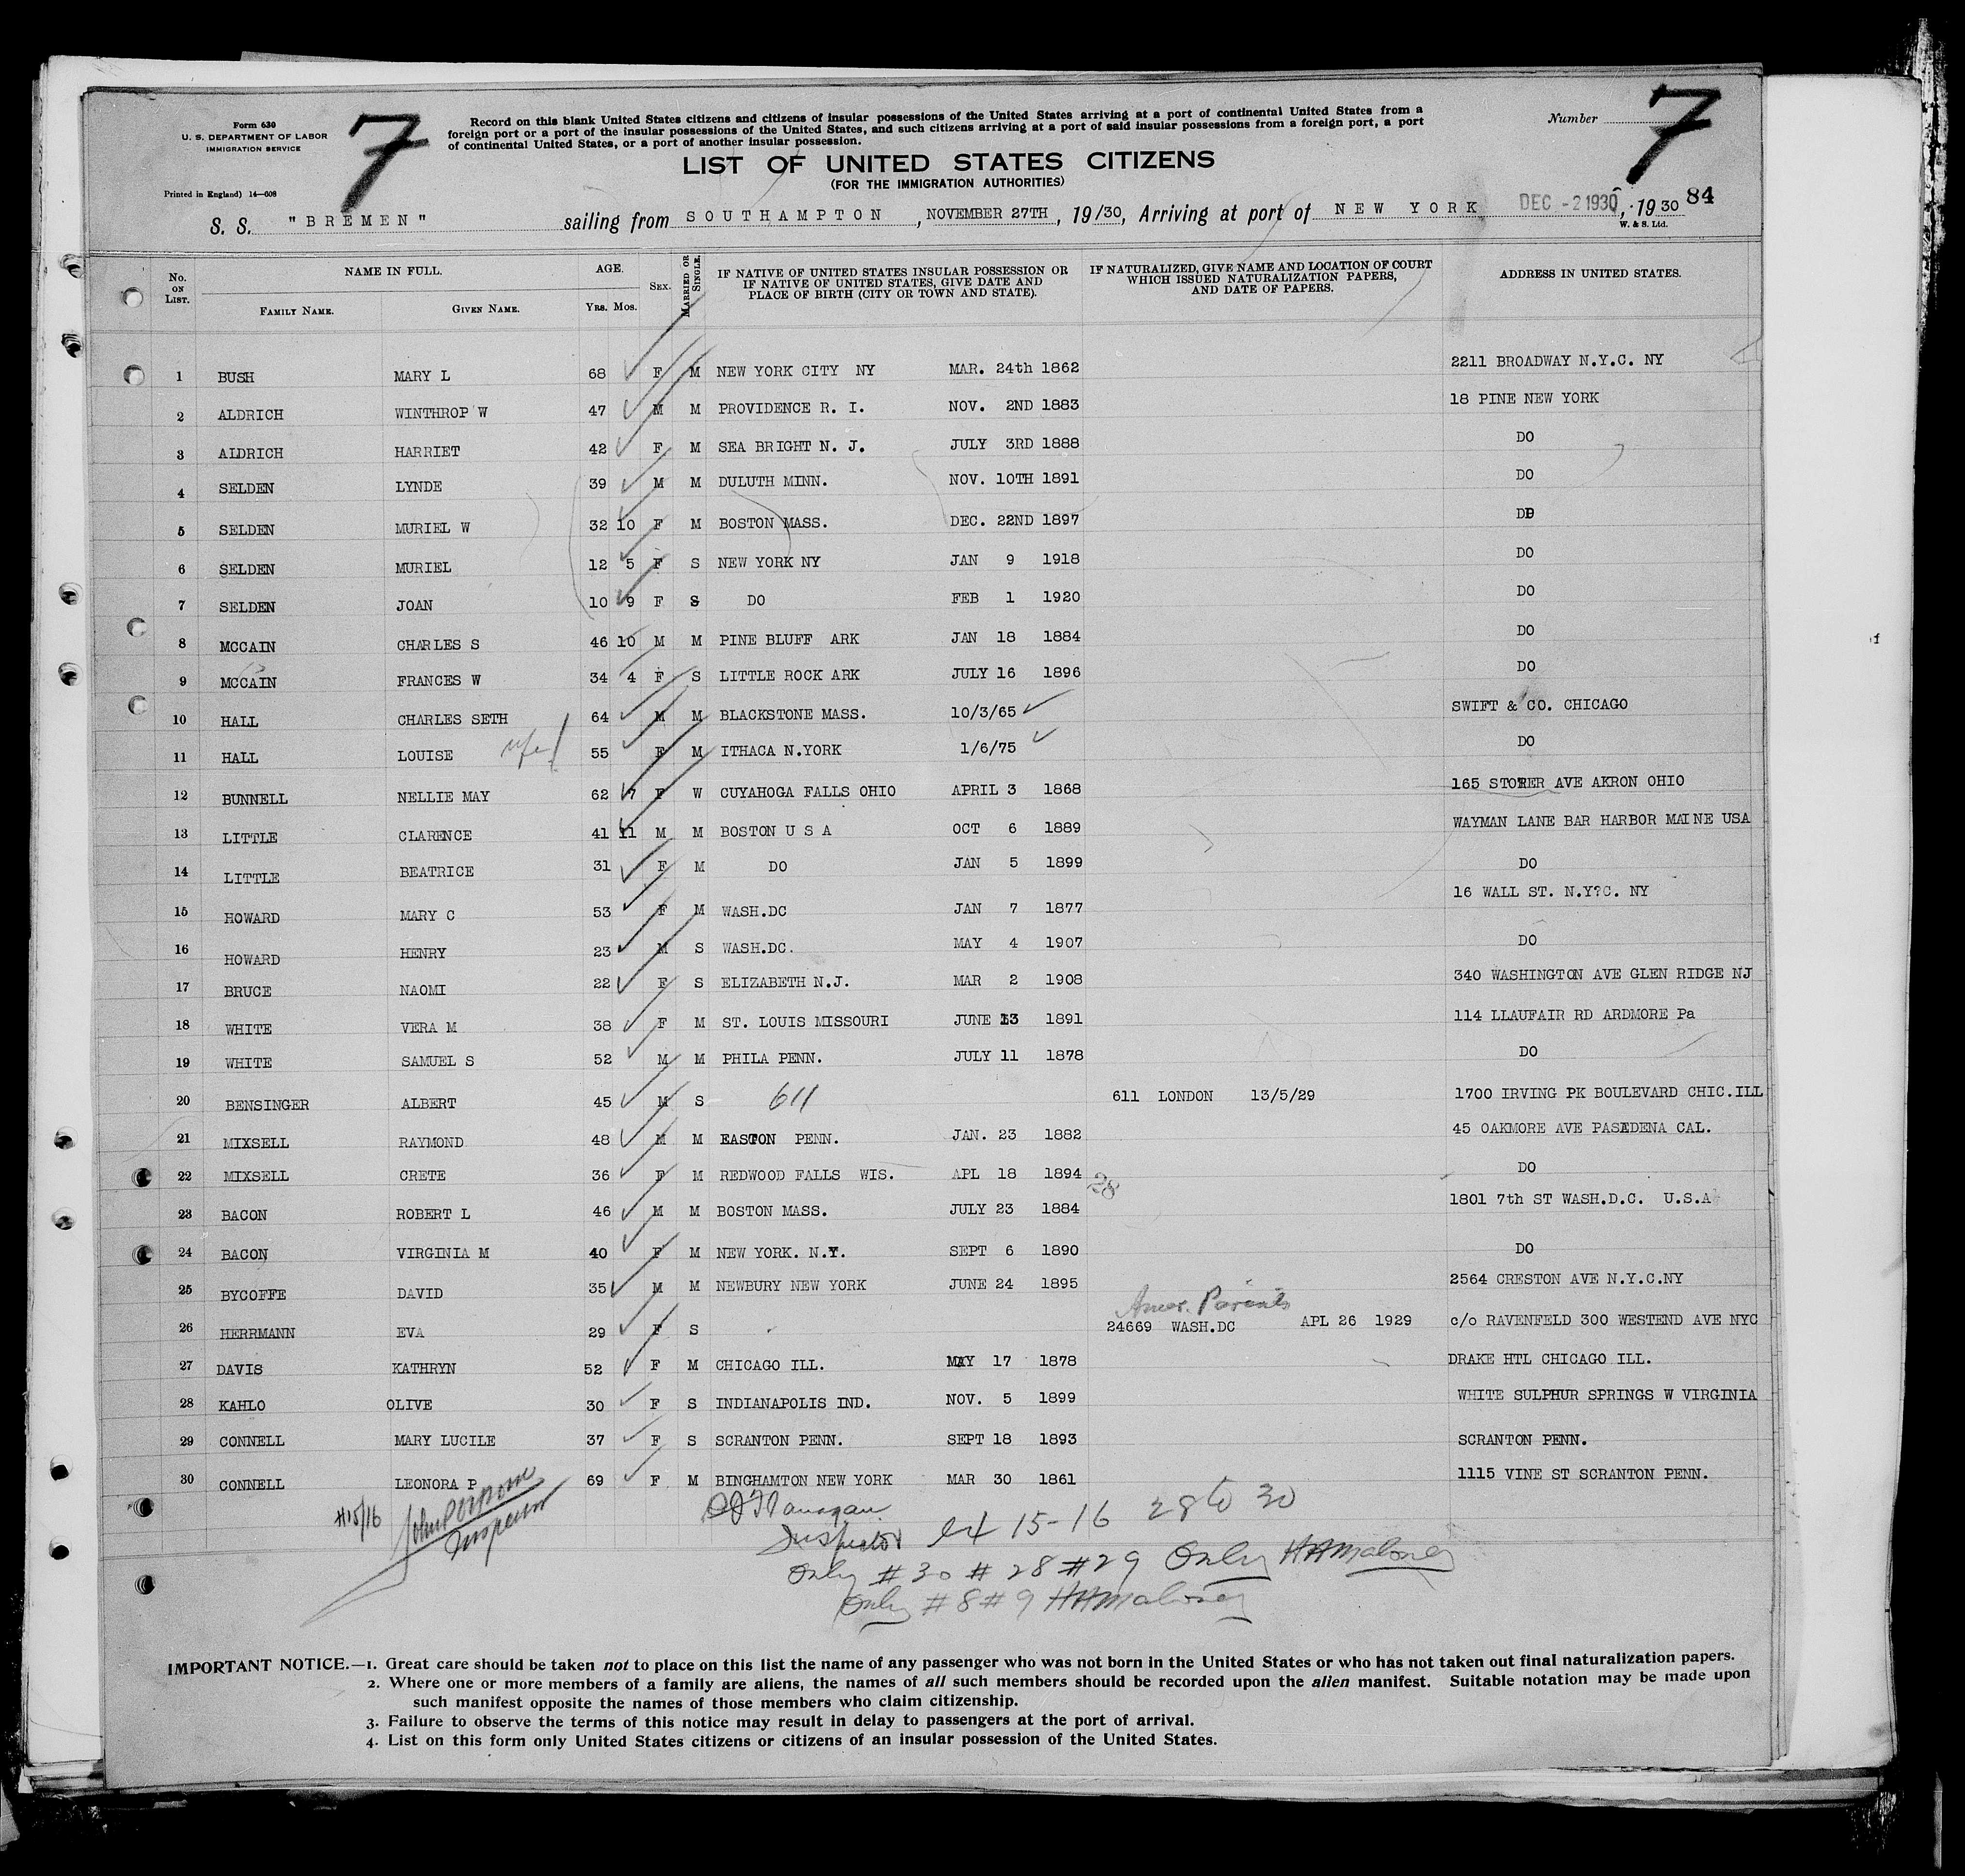 Form 630
U. S. DEPARTMENT OF LABOR
IMMIGRATION SERVICE
Printed in England) 14—608
7
Record on this blank United States citizens and citizens of insular possessions of the United States arriving at a port of continental United States from a
foreign port or a port of the insular possessions of the United States, and such citizens arriving at a port of said insular possessions from a foreign port, a port
of continental United States, or a port of another insular possession.
LIST OF UNITED STATES CITIZENS
(FOR THE IMMIGRATION AUTHORITIES)
Number 7
S. S. "BREMEN" sailing from SOUTHAMPTON, NOVEMBER 27TH, 19/30, Arriving at port of NEW YORK DEC -2 1930, 1930 84
W. & S. Ltd.
No. ON LIST. NAME IN FULL. FAMILY NAME. GIVEN NAME. AGE. YRS. MOS. SEX. MARRIED OR SINGLE. IF NATIVE OF UNITED STATES INSULAR POSSESSION OR IF NATIVE OF UNITED STATES, GIVE DATE AND PLACE OF BIRTH (CITY OR TOWN AND STATE). IF NATURALIZED, GIVE NAME AND LOCATION OF COURT WHICH ISSUED NATURALIZATION PAPERS, AND DATE OF PAPERS. ADDRESS IN UNITED STATES.
1 BUSH MARY L 68 F M NEW YORK CITY NY MAR. 24th 1862 2211 BROADWAY N.Y.C. NY
2 ALDRICH WINTHROP W 47 M M PROVIDENCE R. I. NOV. 2ND 1883 18 PINE NEW YORK
3 ALDRICH HARRIET 42 F M SEA BRIGHT N. J. JULY 3RD 1888 DO
4 SELDEN LYNDE 39 M M DULUTH MINN. NOV. 10TH 1891 DO
5 SELDEN MURIEL W 32 10 F M BOSTON MASS. DEC. 22ND 1897 DO
6 SELDEN MURIEL 12 5 F S NEW YORK NY JAN 9 1918 DO
7 SELDEN JOAN 10 9 F S DO FEB 1 1920 DO
8 MCCAIN CHARLES S 46 10 M M PINE BLUFF ARK JAN 18 1884 DO
9 MCCAIN FRANCES W 34 4 F S LITTLE ROCK ARK JULY 16 1896 DO
10 HALL CHARLES SETH 64 M M BLACKSTONE MASS. 10/3/65 SWIFT & CO. CHICAGO
11 HALL LOUISE wife 55 F M ITHACA N.YORK 1/6/75 DO
12 BUNNELL NELLIE MAY 62 7 F W CUYAHOGA FALLS OHIO APRIL 3 1868 165 STORER AVE AKRON OHIO
13 LITTLE CLARENCE 41 11 M M BOSTON U S A OCT 6 1889 WAYMAN LANE BAR HARBOR MAINE USA
14 LITTLE BEATRICE 31 F M DO JAN 5 1899 DO
15 HOWARD MARY C 53 F M WASH.DC JAN 7 1877 16 WALL ST. N.Y?C. NY
16 HOWARD HENRY 23 M S WASH.DC. MAY 4 1907 DO
17 BRUCE NAOMI 22 F S ELIZABETH N.J. MAR 2 1908 340 WASHINGTON AVE GLEN RIDGE NJ
18 WHITE VERA M 38 F M ST. LOUIS MISSOURI JUNE 13 1891 114 LLAUFAIR RD ARDMORE Pa
19 WHITE SAMUEL S 52 M M PHILA PENN. JULY 11 1878 DO
20 BENSINGER ALBERT 45 M S 611 611 LONDON 13/5/29 1700 IRVING PK BOULEVARD CHIC.ILL
21 MIXSELL RAYMOND 48 M M EASTON PENN. JAN. 23 1882 45 OAKMORE AVE PASADENA CAL.
22 MIXSELL CRETE 36 F M REDWOOD FALLS WIS. APL 18 1894 28 DO
23 BACON ROBERT L 46 M M BOSTON MASS. JULY 23 1884 1801 7th ST WASH.D.C. U.S.A
24 BACON VIRGINIA M 40 F M NEW YORK. N.Y. SEPT 6 1890 DO
25 BYCOFFE DAVID 35 M M NEWBURY NEW YORK JUNE 24 1895 2564 CRESTON AVE N.Y.C.NY
Amer. Parents
26 HERRMANN EVA 29 F S 24669 WASH.DC APL 26 1929 c/o RAVENFELD 300 WESTEND AVE NYC
27 DAVIS KATHRYN 52 F M CHICAGO ILL. MAY 17 1878 DRAKE HTL CHICAGO ILL.
28 KAHLO OLIVE 30 F S INDIANAPOLIS IND. NOV. 5 1899 WHITE SULPHUR SPRINGS W VIRGINIA
29 CONNELL MARY LUCILE 37 F S SCRANTON PENN. SEPT 18 1893 SCRANTON PENN.
30 CONNELL LEONORA P 69 F M BINGHAMTON NEW YORK MAR 30 1861 1115 VINE ST SCRANTON PENN.
#15/16 Inspector
Inspector 15-16 28 to 30
Only #30 #28 #29 Only HAMaloney
Only #8 #9 HAMaloney
IMPORTANT NOTICE.—1. Great care should be taken not to place on this list the name of any passenger who was not born in the United States or who has not taken out final naturalization papers.
2. Where one or more members of a family are aliens, the names of all such members should be recorded upon the alien manifest. Suitable notation may be made upon
such manifest opposite the names of those members who claim citizenship.
3. Failure to observe the terms of this notice may result in delay to passengers at the port of arrival.
4. List on this form only United States citizens or citizens of an insular possession of the United States.